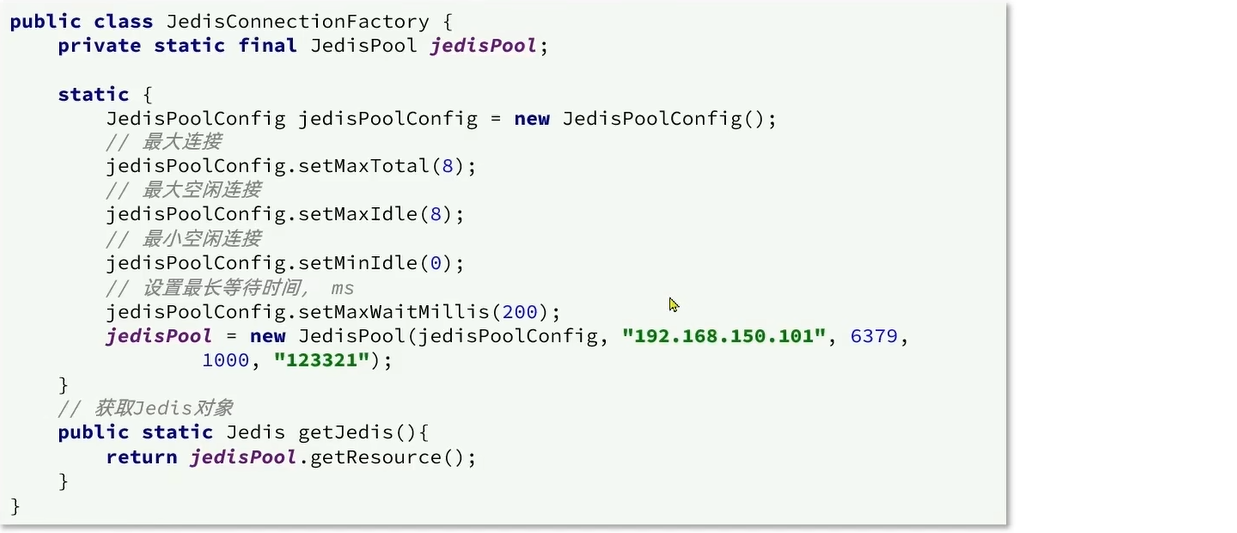 public class JedisConnectionFactory {
    private static final JedisPool jedisPool;

    static {
        JedisPoolConfig jedisPoolConfig = new JedisPoolConfig();
        // 最大连接
        jedisPoolConfig.setMaxTotal(8);
        // 最大空闲连接
        jedisPoolConfig.setMaxIdle(8);
        // 最小空闲连接
        jedisPoolConfig.setMinIdle(0);
        // 设置最长等待时间， ms
        jedisPoolConfig.setMaxWaitMillis(200);
        jedisPool = new JedisPool(jedisPoolConfig, "192.168.150.101", 6379,
                1000, "123321");
    }
    // 获取Jedis对象
    public static Jedis getJedis(){
        return jedisPool.getResource();
    }
}